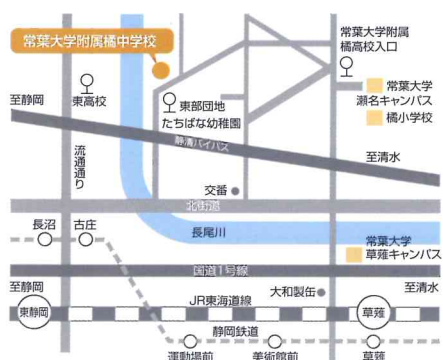 常葉大学附属橘中学校
常葉大学附属
橘高校入口
東高校
東部団地
たちばな幼稚園
常葉大学
瀬名キャンパス
橘小学校
至静岡
静清バイパス
至清水
流通通り
交番
北街道
長沼
古庄
長尾川
常葉大学
草薙キャンパス
国道1号線
至静岡
至清水
大和製缶
JR東海道線
東静岡
草薙
静岡鉄道
運動場前
美術館前
草薙